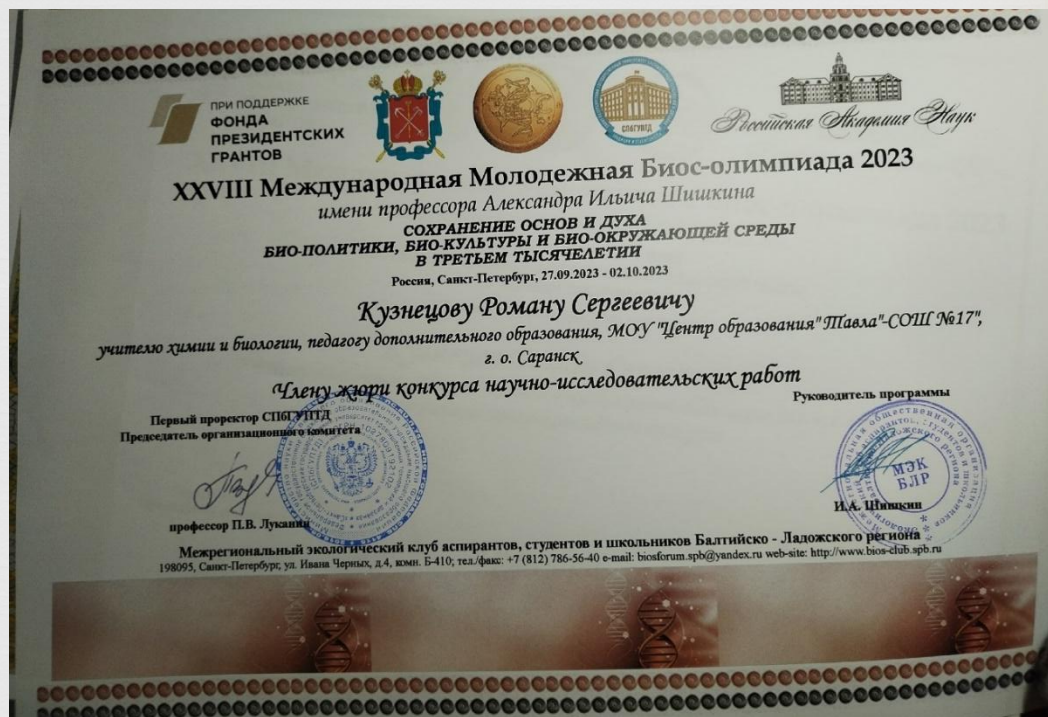 ПРИ ПОДДЕРЖКЕ
ФОНДА
ПРЕЗИДЕНТСКИХ
ГРАНТОВ
СПбГУВЕД
Российская Академия Наук
XXVIII Международная Молодежная Биос-олимпиада 2023
имени профессора Александра Ильича Шишкина
СОХРАНЕНИЕ ОСНОВ И ДУХА
БИО-ПОЛИТИКИ, БИО-КУЛЬТУРЫ И БИО-ОКРУЖАЮЩЕЙ СРЕДЫ
В ТРЕТЬЕМ ТЫСЯЧЕЛЕТИИ
Россия, Санкт-Петербург, 27.09.2023 - 02.10.2023
Кузнецову Роману Сергеевичу
учителю химии и биологии, педагогу дополнительного образования, МОУ "Центр образования" Тавла"-СОШ №17",
г. о. Саранск
Члену жюри конкурса научно-исследовательских работ
Первый проректор СПбГУПТД
Председатель организационного комитета
профессор П.В. Луканин
Руководитель программы
МЭК
БЛР
И.А. Шишкин
Межрегиональный экологический клуб аспирантов, студентов и школьников Балтийско - Ладожского региона
198095, Санкт-Петербург, ул. Ивана Черных, д.4, комн. Б-410; тел./факс: +7 (812) 786-56-40 e-mail: biosforum.spb@yandex.ru web-site: http://www.bios-club.spb.ru